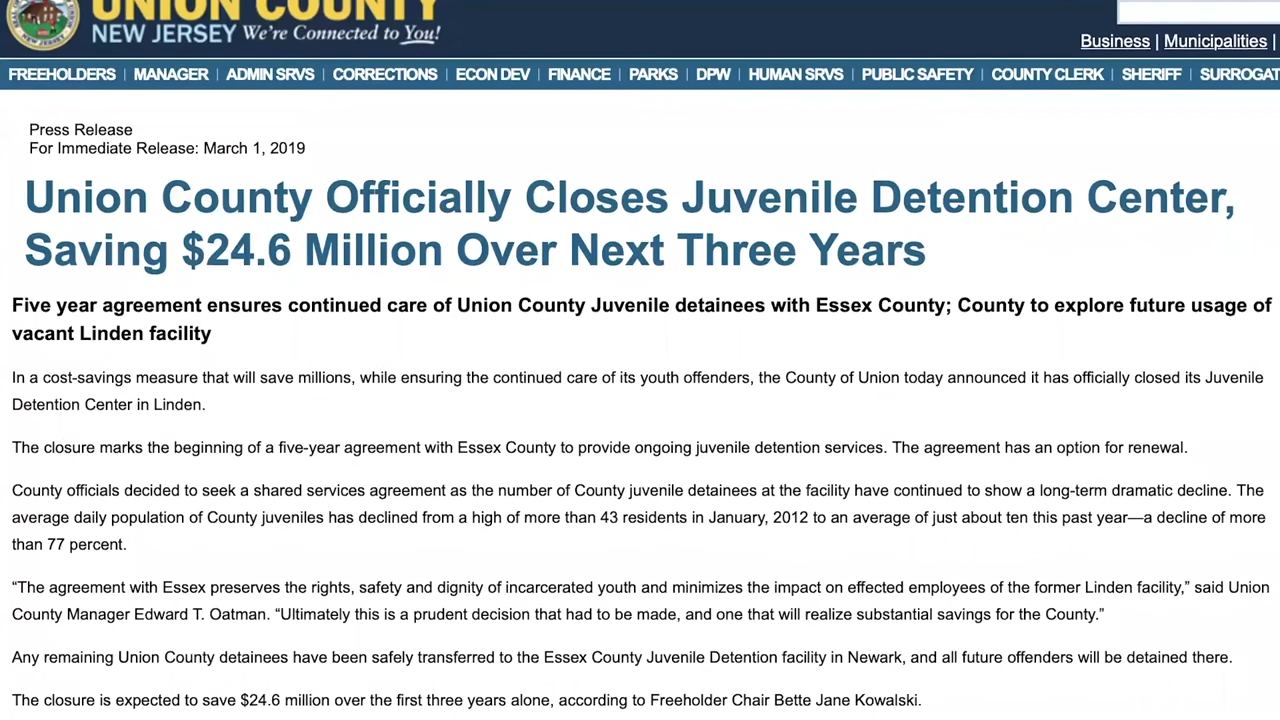 UNION COUNTY
NEW JERSEY We're Connected to You!
Business | Municipalities |
FREEHOLDERS | MANAGER | ADMIN SRVS | CORRECTIONS | ECON DEV | FINANCE | PARKS | DPW | HUMAN SRVS | PUBLIC SAFETY | COUNTY CLERK | SHERIFF | SURROGAT
Press Release
For Immediate Release: March 1, 2019
Union County Officially Closes Juvenile Detention Center,
Saving $24.6 Million Over Next Three Years
Five year agreement ensures continued care of Union County Juvenile detainees with Essex County; County to explore future usage of
vacant Linden facility
In a cost-savings measure that will save millions, while ensuring the continued care of its youth offenders, the County of Union today announced it has officially closed its Juvenile
Detention Center in Linden.
The closure marks the beginning of a five-year agreement with Essex County to provide ongoing juvenile detention services. The agreement has an option for renewal.
County officials decided to seek a shared services agreement as the number of County juvenile detainees at the facility have continued to show a long-term dramatic decline. The
average daily population of County juveniles has declined from a high of more than 43 residents in January, 2012 to an average of just about ten this past year—a decline of more
than 77 percent.
“The agreement with Essex preserves the rights, safety and dignity of incarcerated youth and minimizes the impact on effected employees of the former Linden facility,” said Union
County Manager Edward T. Oatman. “Ultimately this is a prudent decision that had to be made, and one that will realize substantial savings for the County.”
Any remaining Union County detainees have been safely transferred to the Essex County Juvenile Detention facility in Newark, and all future offenders will be detained there.
The closure is expected to save $24.6 million over the first three years alone, according to Freeholder Chair Bette Jane Kowalski.